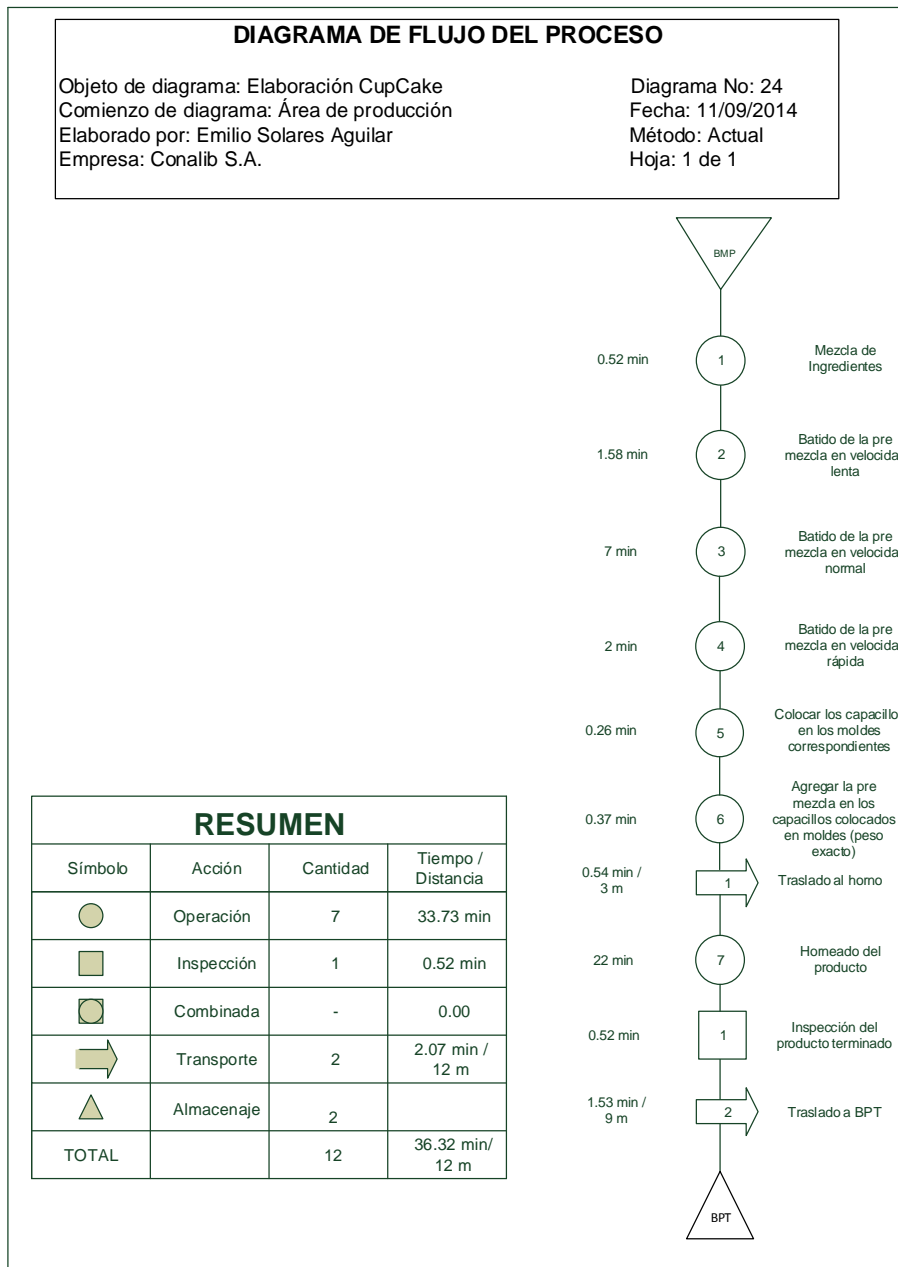 DIAGRAMA DE FLUJO DEL PROCESO
Objeto de diagrama: Elaboración CupCake
Diagrama No: 24
Comienzo de diagrama: Área de producción
Fecha: 11/09/2014
Elaborado por: Emilio Solares Aguilar
Método: Actual
Empresa: Conalib S.A.
Hoja: 1 de 1
BMP
0.52 min
1
Mezcla de
Ingredientes
1.58 min
2
Batido de la pre
mezcla en velocida
lenta
7 min
3
Batido de la pre
mezcla en velocida
normal
2 min
4
Batido de la pre
mezcla en velocida
rápida
0.26 min
5
Colocar los capacillo
en los moldes
correspondientes
0.37 min
6
Agregar la pre
mezcla en los
capacillos colocados
en moldes (peso
exacto)
0.54 min /
3 m
1
Traslado al horno
22 min
7
Horneado del
producto
0.52 min
1
Inspección del
producto terminado
1.53 min /
9 m
2
Traslado a BPT
BPT
RESUMEN
Símbolo
Acción
Cantidad
Tiempo /
Distancia
Operación
7
33.73 min
Inspección
1
0.52 min
Combinada
-
0.00
Transporte
2
2.07 min /
12 m
Almacenaje
2
TOTAL
12
36.32 min/
12 m